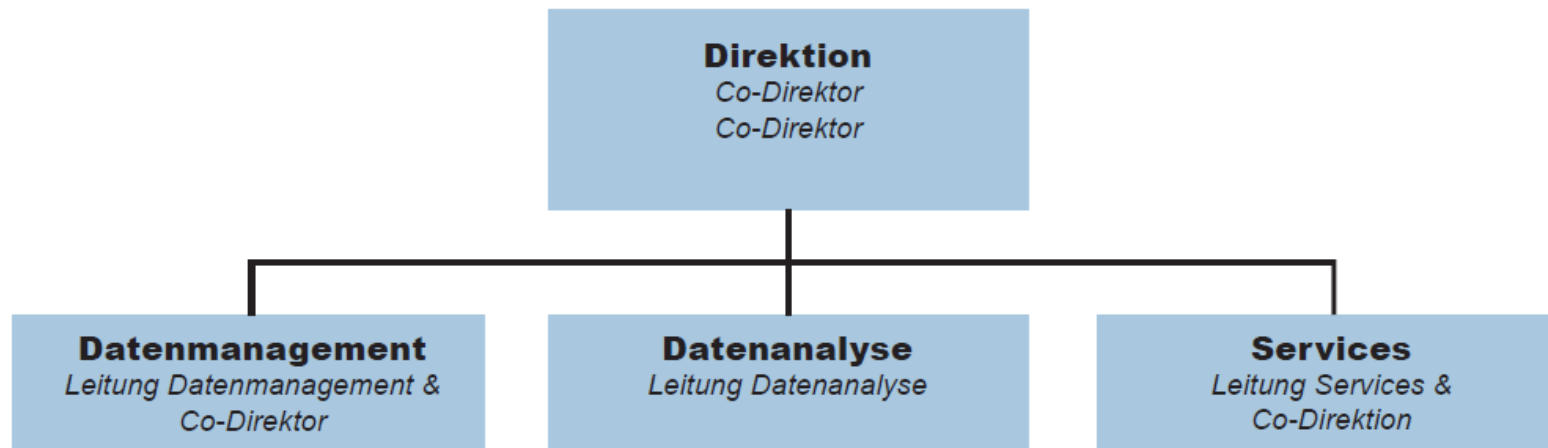 Direktion
Co-Direktor
Co-Direktor
Datenmanagement
Leitung Datenmanagement &
Co-Direktor
Datenanalyse
Leitung Datenanalyse
Services
Leitung Services &
Co-Direktion